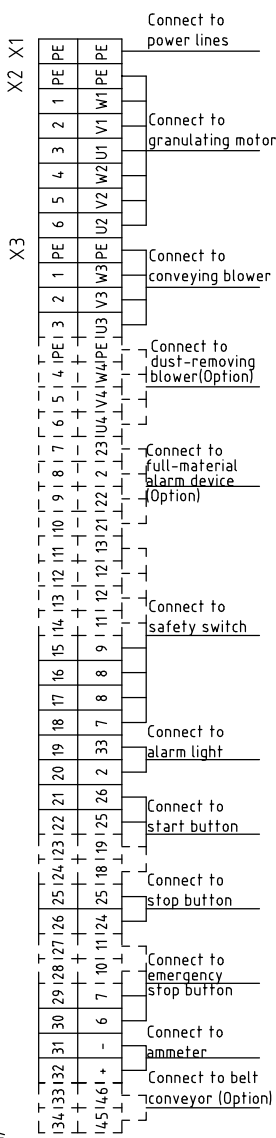 Connect to
power lines
X1 PE PE
X2 PE PE
1 W1
2 V1
3 U1
4 W2
5 V2
6 U2
Connect to
granulating motor
X3 PE PE
1 W3
2 V3
3 U3
Connect to
conveying blower
PE PE
4 W4
5 V4
6 U4
Connect to
dust-removing
blower(Option)
7 23
8 2
9 22
10 21
Connect to
full-material
alarm device
(Option)
11 13
12 12
13 12
14 11
15 9
16 8
17 8
18 7
Connect to
safety switch
19 33
20 2
Connect to
alarm light
21 26
22 25
23 19
24 18
Connect to
start button
25 25
26 24
Connect to
stop button
27 11
28 10
29 7
30 6
Connect to
emergency
stop button
31 -
32 +
Connect to
ammeter
33 46
34 45
Connect to belt
conveyor (Option)